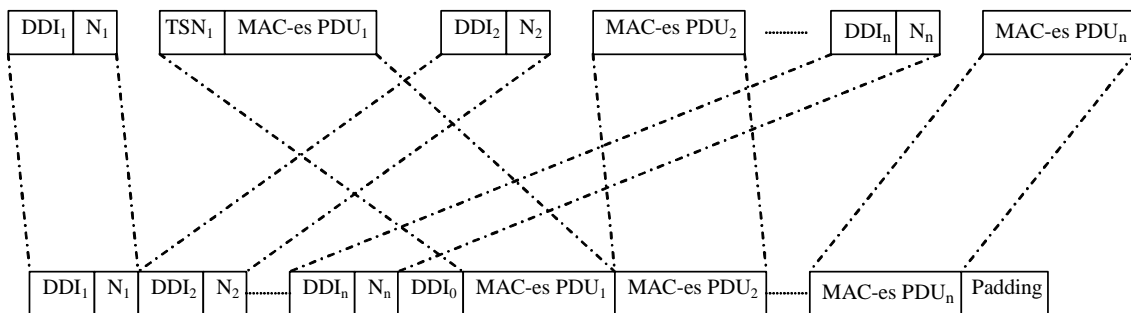 DDI₁ N₁ TSN₁ MAC-es PDU₁ DDI₂ N₂ MAC-es PDU₂ DDIₙ Nₙ MAC-es PDUₙ
DDI₁ N₁ DDI₂ N₂ DDIₙ Nₙ DDI₀ MAC-es PDU₁ MAC-es PDU₂ MAC-es PDUₙ Padding